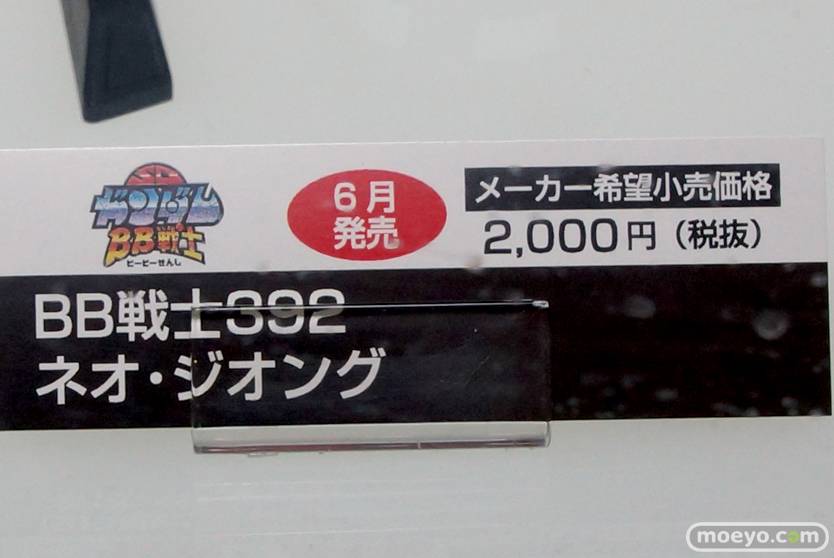 ガンダム
BB戦士
ビービーせんし
6月
発売
メーカー希望小売価格
2,000円（税抜）
BB戦士392
ネオ・ジオング
moeyo.com